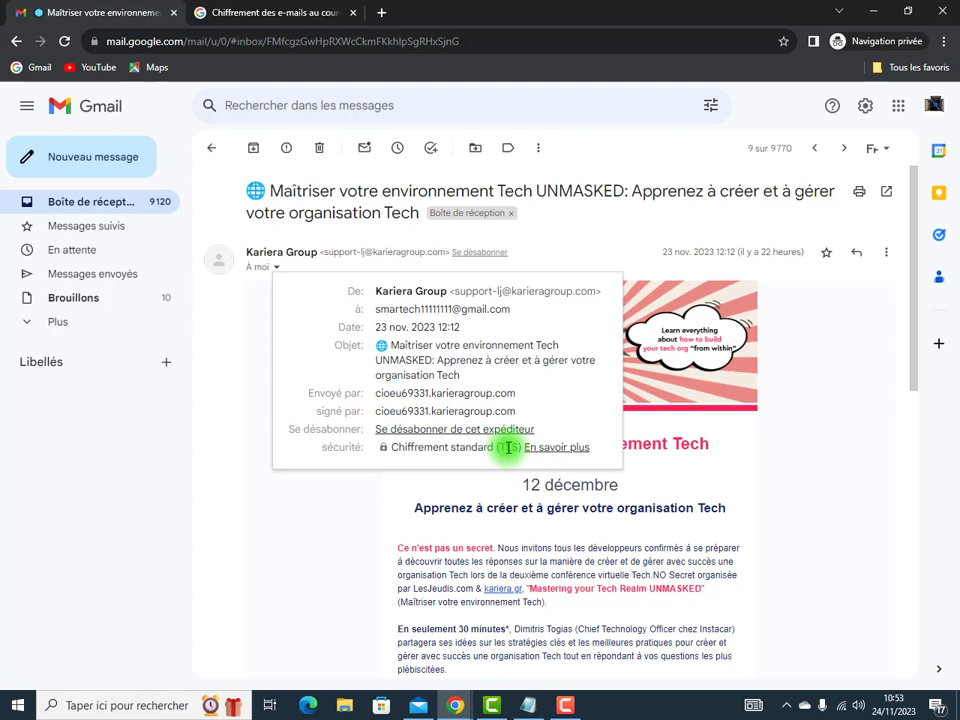 🌐 Maîtriser votre environneme
Chiffrement des e-mails au cour
mail.google.com/mail/u/0/#inbox/FMfcgzGwHpRXWcCkmFKkhlpSgRHxSjnG
Navigation privée
Gmail
YouTube
Maps
Tous les favoris
Gmail
Rechercher dans les messages
Nouveau message
9 sur 9770
Fr
Boîte de récept... 9120
Messages suivis
En attente
Messages envoyés
Brouillons 10
Plus
Libellés
🌐 Maîtriser votre environnement Tech UNMASKED: Apprenez à créer et à gérer
votre organisation Tech Boîte de réception ×
Kariera Group <support-lj@karieragroup.com> Se désabonner
23 nov. 2023 12:12 (il y a 22 heures)
À moi
De: Kariera Group <support-lj@karieragroup.com>
à: smartech11111111@gmail.com
Date: 23 nov. 2023 12:12
Objet: 🌐 Maîtriser votre environnement Tech
UNMASKED: Apprenez à créer et à gérer votre
organisation Tech
Envoyé par: cioeu69331.karieragroup.com
signé par: cioeu69331.karieragroup.com
Se désabonner: Se désabonner de cet expéditeur
sécurité: Chiffrement standard (TLS) En savoir plus
Learn everything
about how to build
your tech org "from within"
ement Tech
12 décembre
Apprenez à créer et à gérer votre organisation Tech
Ce n'est pas un secret. Nous invitons tous les développeurs confirmés á se préparer
à découvrir toutes les réponses sur la manière de créer et de gérer avec succès une
organisation Tech lors de la deuxième conférence virtuelle Tech.NO Secret organisée
par LesJeudis.com & kariera.gr, "Mastering your Tech Realm UNMASKED"
(Maîtriser votre environnement Tech).
En seulement 30 minutes*, Dimitris Togias (Chief Technology Officer chez Instacar)
partagera ses idées sur les stratégies clés et les meilleures pratiques pour créer et
gérer avec succès une organisation Tech tout en répondant à vos questions les plus
plébiscitées.
Taper ici pour rechercher
10:53
24/11/2023
17